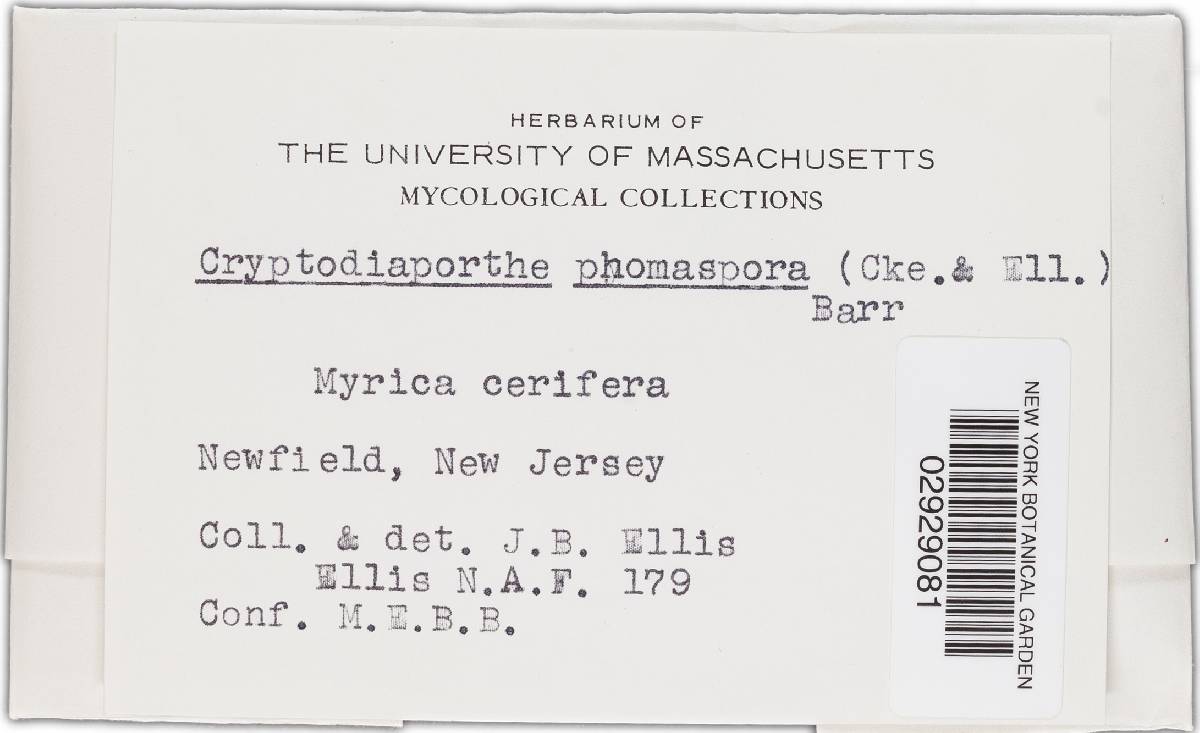 HERBARIUM OF
THE UNIVERSITY OF MASSACHUSETTS
MYCOLOGICAL COLLECTIONS
Cryptodiaporthe phomaspora (Cke.& Ell.)
Barr
Myrica cerifera
Newfield, New Jersey
Coll. & det. J.B. Ellis
Ellis N.A.F. 179
Conf. M.E.B.B.
NEW YORK BOTANICAL GARDEN
02929081